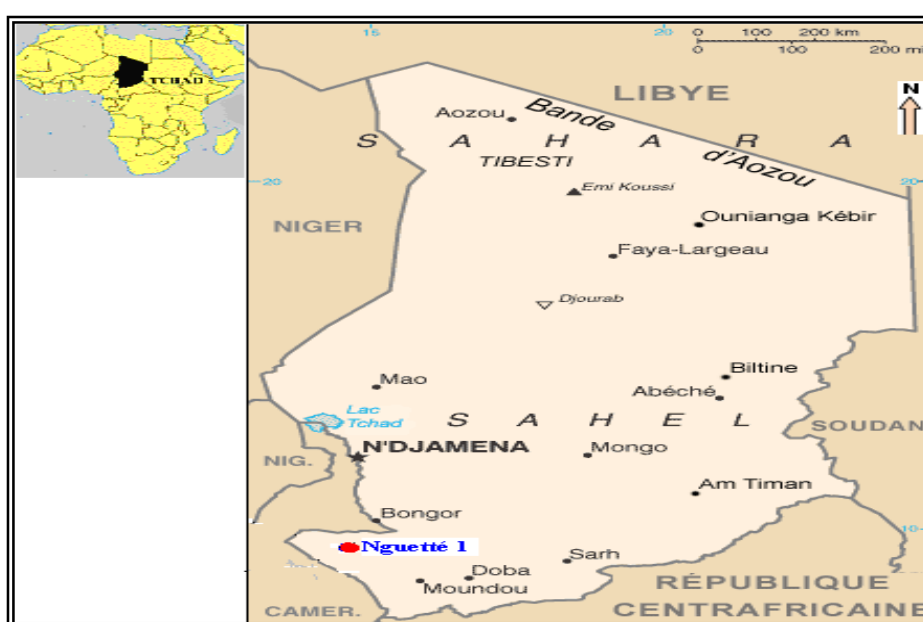 TCHAD
15
20
0 100 200 km
0 100 200 mi
LIBYE
N
Aozou
Bande
d'Aozou
S A H A R A
TIBESTI
20
20
Emi Koussi
NIGER
Ounianga Kébir
Faya-Largeau
Djourab
Biltine
Mao
Abéché
Lac
Tchad
S A H E L
SOUDAN
N'DJAMENA
Mongo
NIG.
Am Timan
Bongor
10
Nguetté 1
Sarh
Doba
Moundou
RÉPUBLIQUE
CENTRAFRICAINE
CAMER.